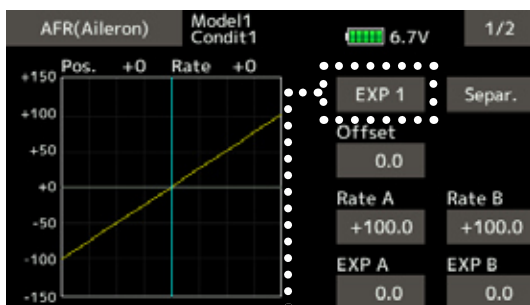 AFR(Aileron) Model1 Condit1 6.7V 1/2
Pos. +0 Rate +0
+150
+100
+50
+0
-50
-100
-150
EXP 1 Separ.
Offset
0.0
Rate A Rate B
+100.0 +100.0
EXP A EXP B
0.0 0.0